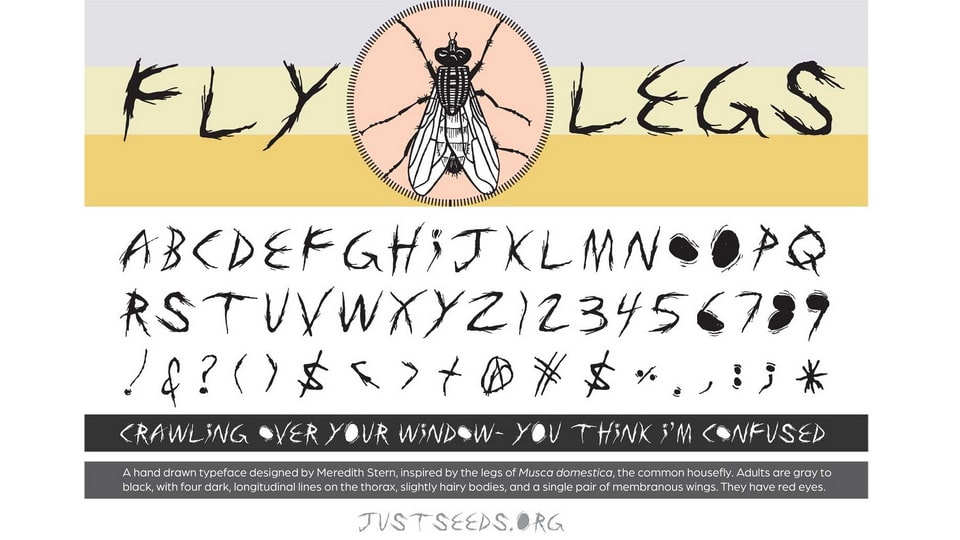 FLY LEGS
ABCDEFGHiJKLMNOOPQ
RSTUVWXYZ123456789
!&?()$<>+@#$%.,:;*
CRAWLiNG OVER YOUR WiNDOW- YOU THiNK i'M CONFUSED
A hand drawn typeface designed by Meredith Stern, inspired by the legs of Musca domestica, the common housefly. Adults are gray to
black, with four dark, longitudinal lines on the thorax, slightly hairy bodies, and a single pair of membranous wings. They have red eyes.
JUSTSEEDS.ORG